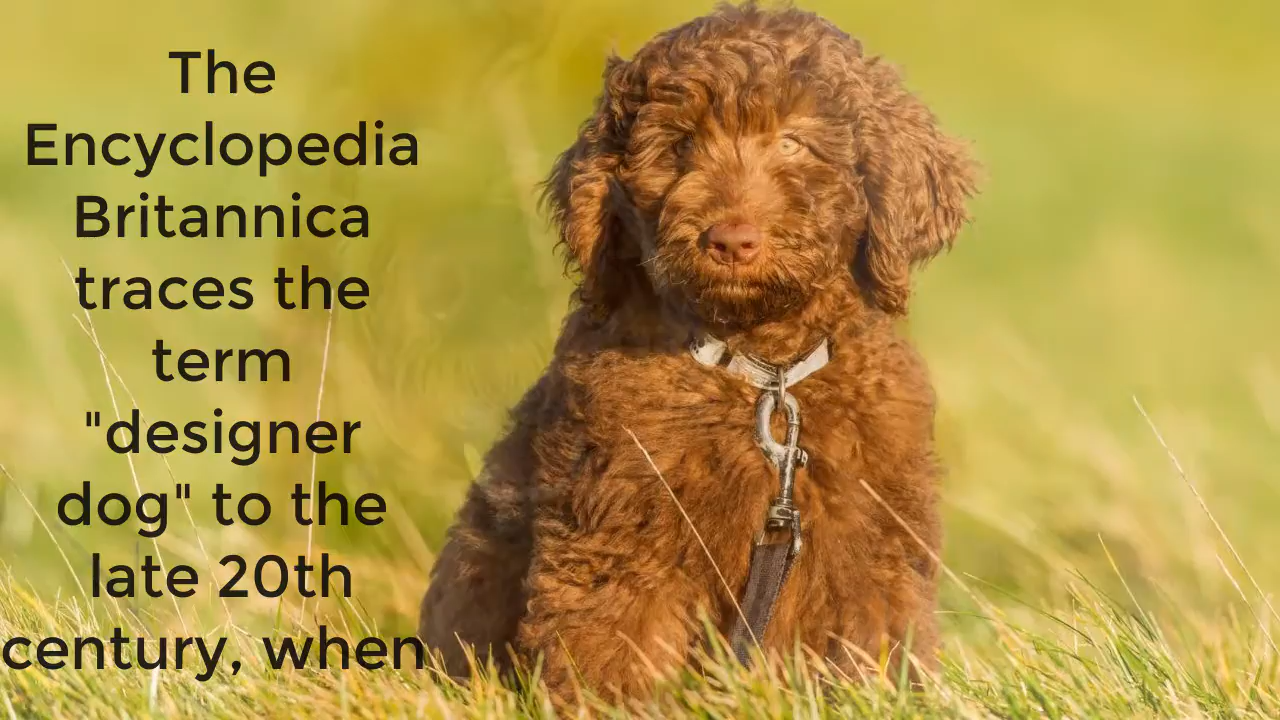 The
Encyclopedia
Britannica
traces the
term
"designer
dog" to the
late 20th
century, when